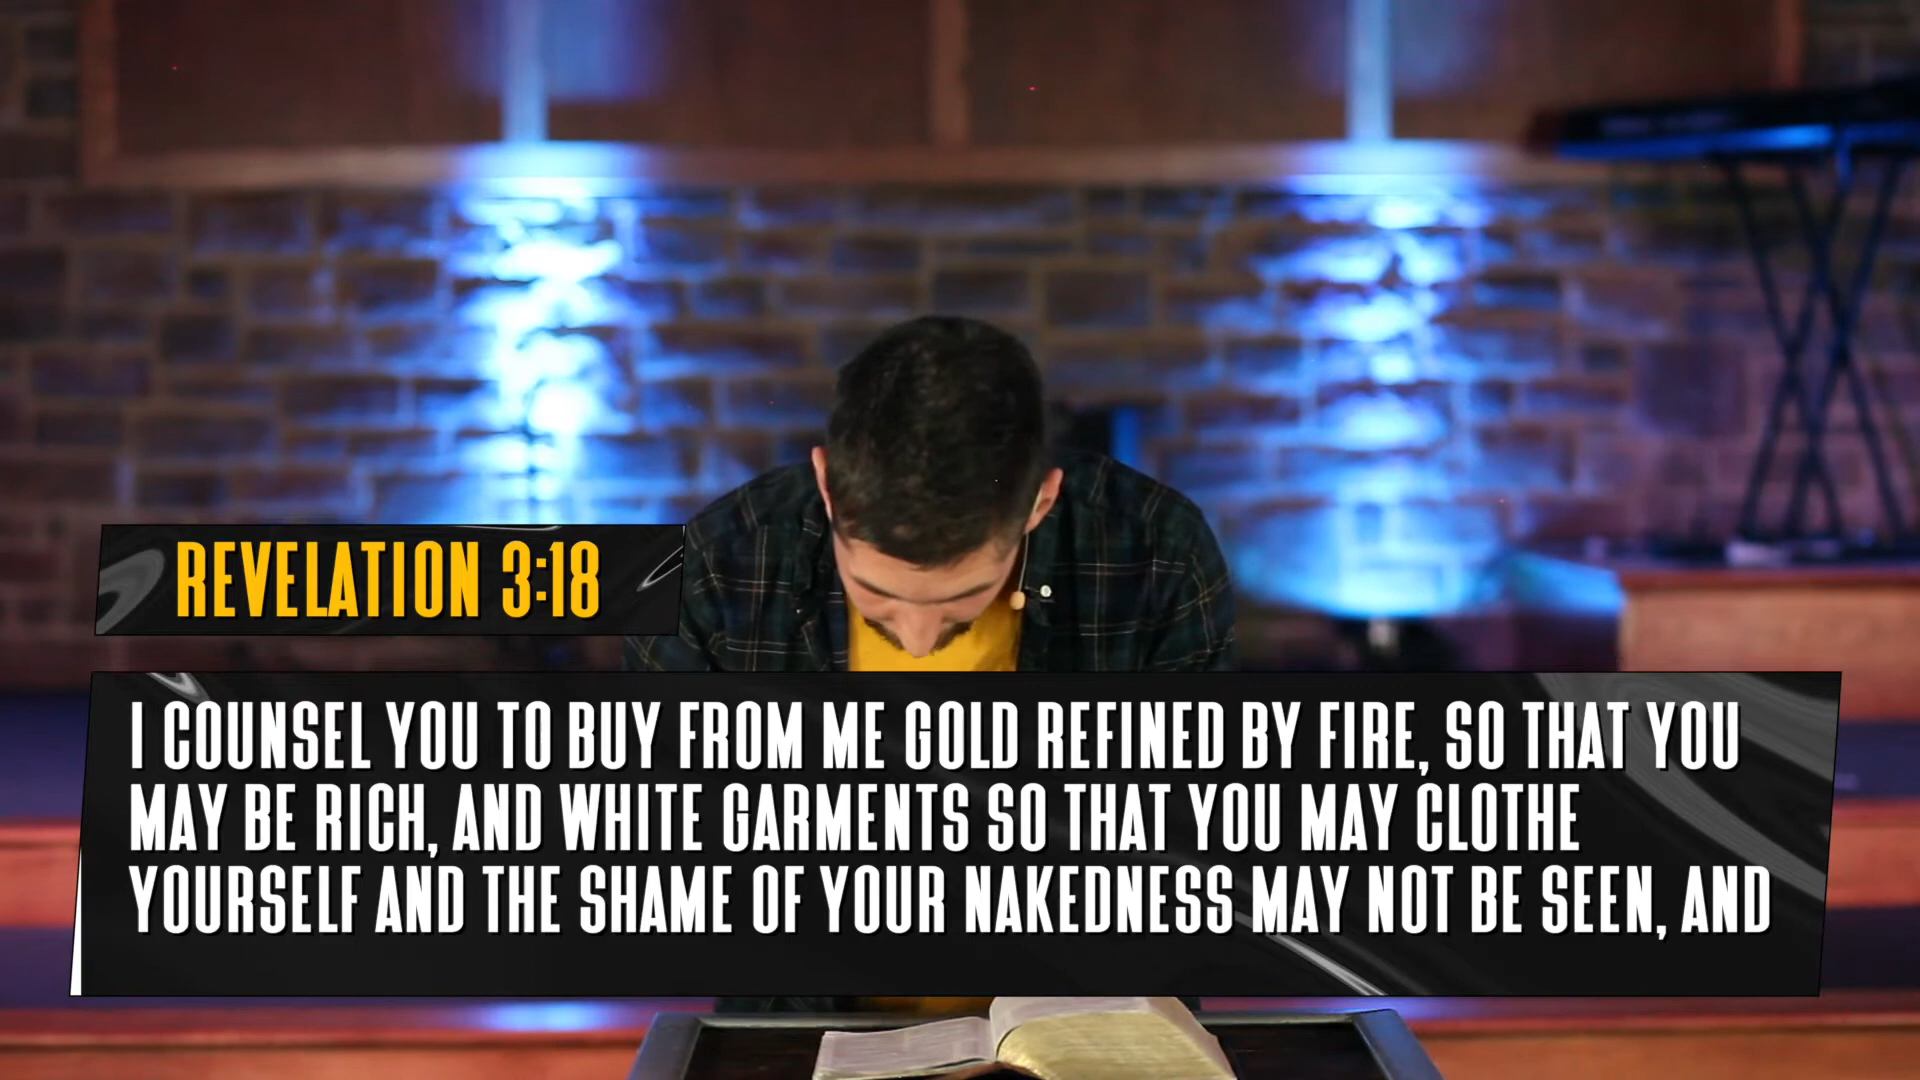 REVELATION 3:18
I COUNSEL YOU TO BUY FROM ME GOLD REFINED BY FIRE, SO THAT YOU
MAY BE RICH, AND WHITE GARMENTS SO THAT YOU MAY CLOTHE
YOURSELF AND THE SHAME OF YOUR NAKEDNESS MAY NOT BE SEEN, AND